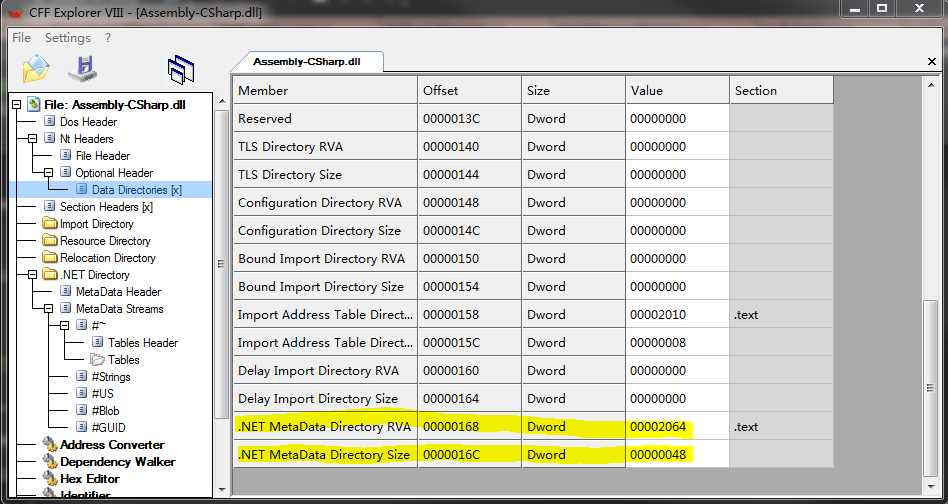 CFF Explorer VIII - [Assembly-CSharp.dll]
File Settings ?
Assembly-CSharp.dll
File: Assembly-CSharp.dll
Dos Header
Nt Headers
File Header
Optional Header
Data Directories [x]
Section Headers [x]
Import Directory
Resource Directory
Relocation Directory
.NET Directory
MetaData Header
MetaData Streams
#~
Tables Header
Tables
#Strings
#US
#Blob
#GUID
Address Converter
Dependency Walker
Hex Editor
Identifier
Member Offset Size Value Section
Reserved 0000013C Dword 00000000
TLS Directory RVA 00000140 Dword 00000000
TLS Directory Size 00000144 Dword 00000000
Configuration Directory RVA 00000148 Dword 00000000
Configuration Directory Size 0000014C Dword 00000000
Bound Import Directory RVA 00000150 Dword 00000000
Bound Import Directory Size 00000154 Dword 00000000
Import Address Table Direct... 00000158 Dword 00002010 .text
Import Address Table Direct... 0000015C Dword 00000008
Delay Import Directory RVA 00000160 Dword 00000000
Delay Import Directory Size 00000164 Dword 00000000
.NET MetaData Directory RVA 00000168 Dword 00002064 .text
.NET MetaData Directory Size 0000016C Dword 00000048